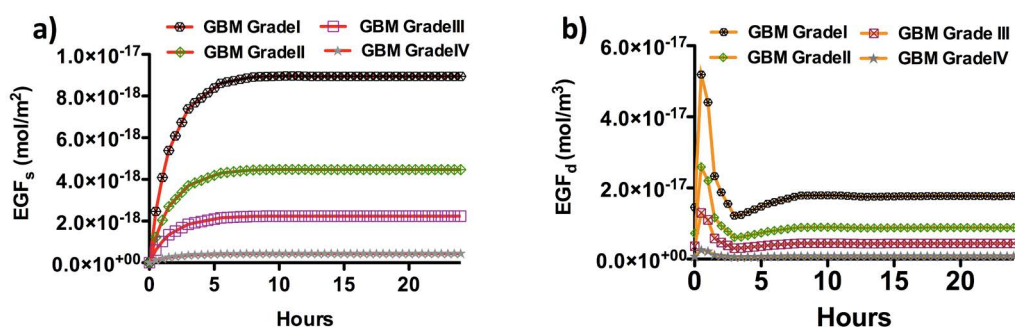 a)
GBM GradeI
GBM GradeIII
GBM GradeII
GBM GradeIV
EGFs (mol/m²)
1.0×10⁻¹⁷
8.0×10⁻¹⁸
6.0×10⁻¹⁸
4.0×10⁻¹⁸
2.0×10⁻¹⁸
0.0×10⁺⁰⁰
0 5 10 15 20
Hours
b)
GBM GradeI
GBM Grade III
GBM GradeII
GBM GradeIV
EGFd (mol/m³)
6.0×10⁻¹⁷
4.0×10⁻¹⁷
2.0×10⁻¹⁷
0.0×10⁺⁰⁰
0 5 10 15 20
Hours